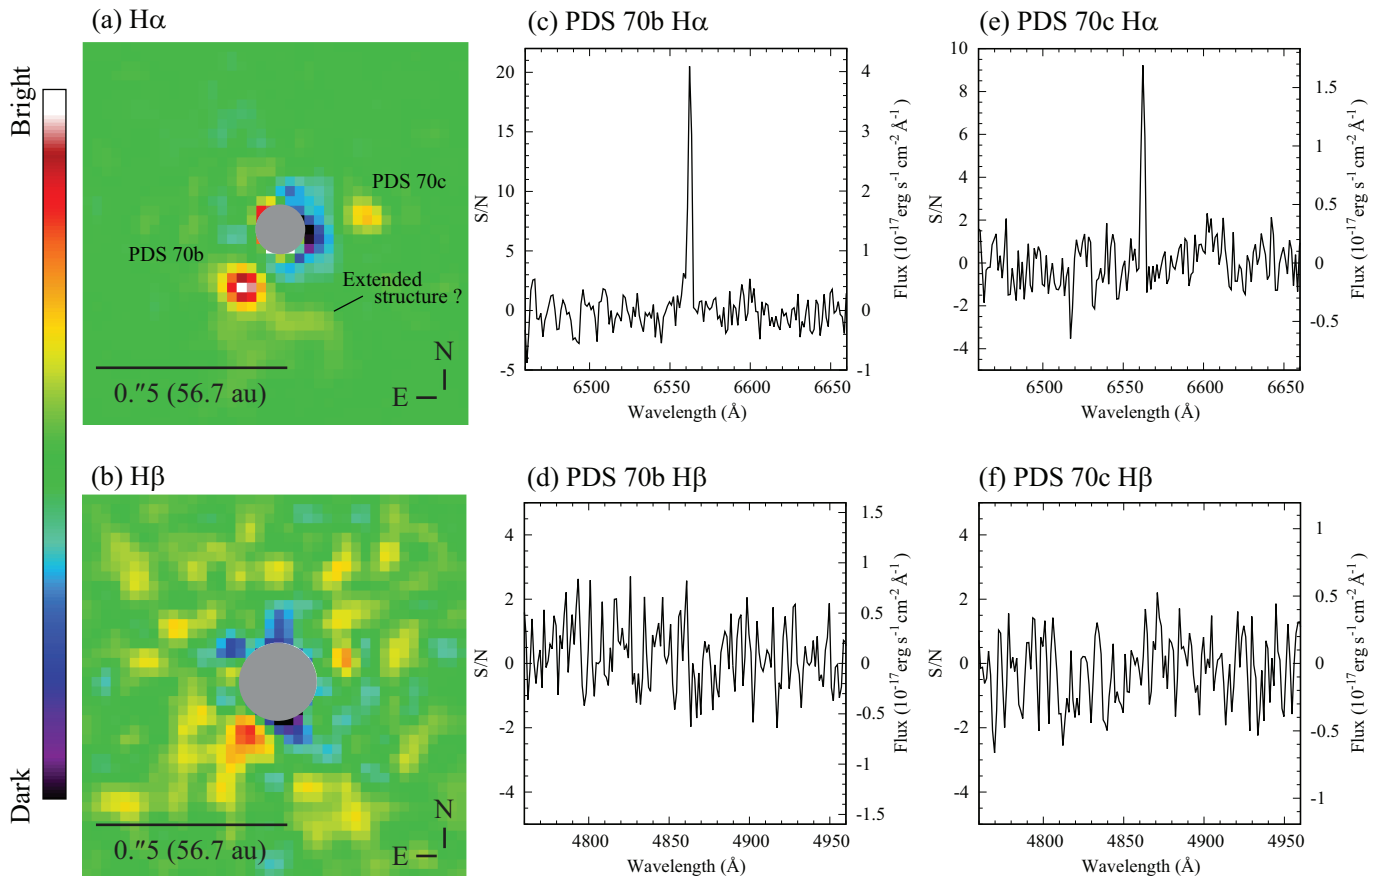 (a) Hα
Bright
Dark
PDS 70c
PDS 70b
Extended
structure ?
0.″5 (56.7 au)
N
E
(b) Hβ
0.″5 (56.7 au)
N
E
(c) PDS 70b Hα
S/N
20
15
10
5
0
-5
4
3
2
1
0
-1
Flux (10⁻¹⁷erg s⁻¹ cm⁻² Å⁻¹)
6500
6550
6600
6650
Wavelength (Å)
(d) PDS 70b Hβ
S/N
4
2
0
-2
-4
1.5
1
0.5
0
-0.5
-1
-1.5
Flux (10⁻¹⁷erg s⁻¹ cm⁻² Å⁻¹)
4800
4850
4900
4950
Wavelength (Å)
(e) PDS 70c Hα
S/N
10
8
6
4
2
0
-2
-4
1.5
1
0.5
0
-0.5
Flux (10⁻¹⁷erg s⁻¹ cm⁻² Å⁻¹)
6500
6550
6600
6650
Wavelength (Å)
(f) PDS 70c Hβ
S/N
4
2
0
-2
-4
1
0.5
0
-0.5
-1
Flux (10⁻¹⁷erg s⁻¹ cm⁻² Å⁻¹)
4800
4850
4900
4950
Wavelength (Å)